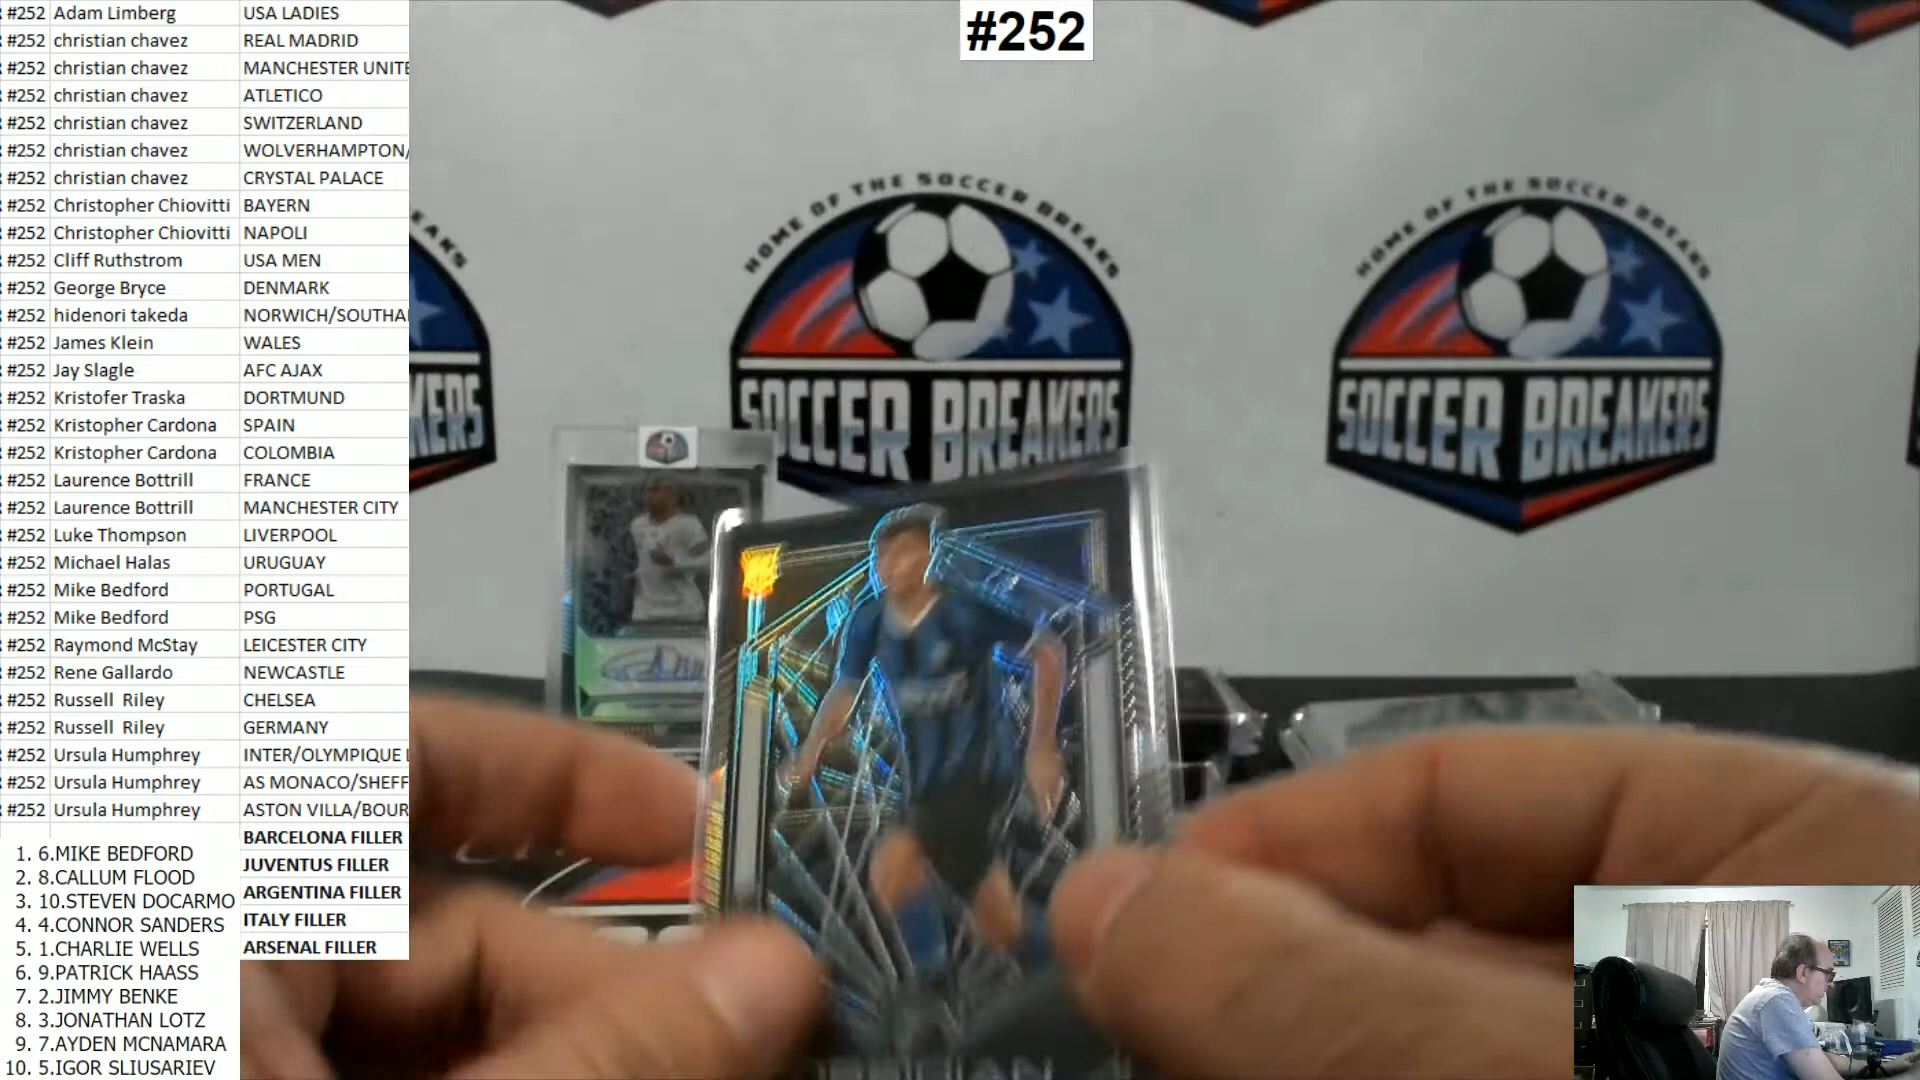 #252
#252 Adam Limberg USA LADIES
#252 christian chavez REAL MADRID
#252 christian chavez MANCHESTER UNITE
#252 christian chavez ATLETICO
#252 christian chavez SWITZERLAND
#252 christian chavez WOLVERHAMPTON/
#252 christian chavez CRYSTAL PALACE
#252 Christopher Chiovitti BAYERN
#252 Christopher Chiovitti NAPOLI
#252 Cliff Ruthstrom USA MEN
#252 George Bryce DENMARK
#252 hidenori takeda NORWICH/SOUTHA
#252 James Klein WALES
#252 Jay Slagle AFC AJAX
#252 Kristofer Traska DORTMUND
#252 Kristopher Cardona SPAIN
#252 Kristopher Cardona COLOMBIA
#252 Laurence Bottrill FRANCE
#252 Laurence Bottrill MANCHESTER CITY
#252 Luke Thompson LIVERPOOL
#252 Michael Halas URUGUAY
#252 Mike Bedford PORTUGAL
#252 Mike Bedford PSG
#252 Raymond McStay LEICESTER CITY
#252 Rene Gallardo NEWCASTLE
#252 Russell Riley CHELSEA
#252 Russell Riley GERMANY
#252 Ursula Humphrey INTER/OLYMPIQUE L
#252 Ursula Humphrey AS MONACO/SHEFF
#252 Ursula Humphrey ASTON VILLA/BOUR
BARCELONA FILLER
JUVENTUS FILLER
ARGENTINA FILLER
ITALY FILLER
ARSENAL FILLER
1. 6.MIKE BEDFORD
2. 8.CALLUM FLOOD
3. 10.STEVEN DOCARMO
4. 4.CONNOR SANDERS
5. 1.CHARLIE WELLS
6. 9.PATRICK HAASS
7. 2.JIMMY BENKE
8. 3.JONATHAN LOTZ
9. 7.AYDEN MCNAMARA
10. 5.IGOR SLIUSARIEV
EAKS
KERS
HOME OF THE SOCCER BREAKS
SOCCER BREAKERS
HOME OF THE SOCCER BREAKS
SOCCER BREAKERS